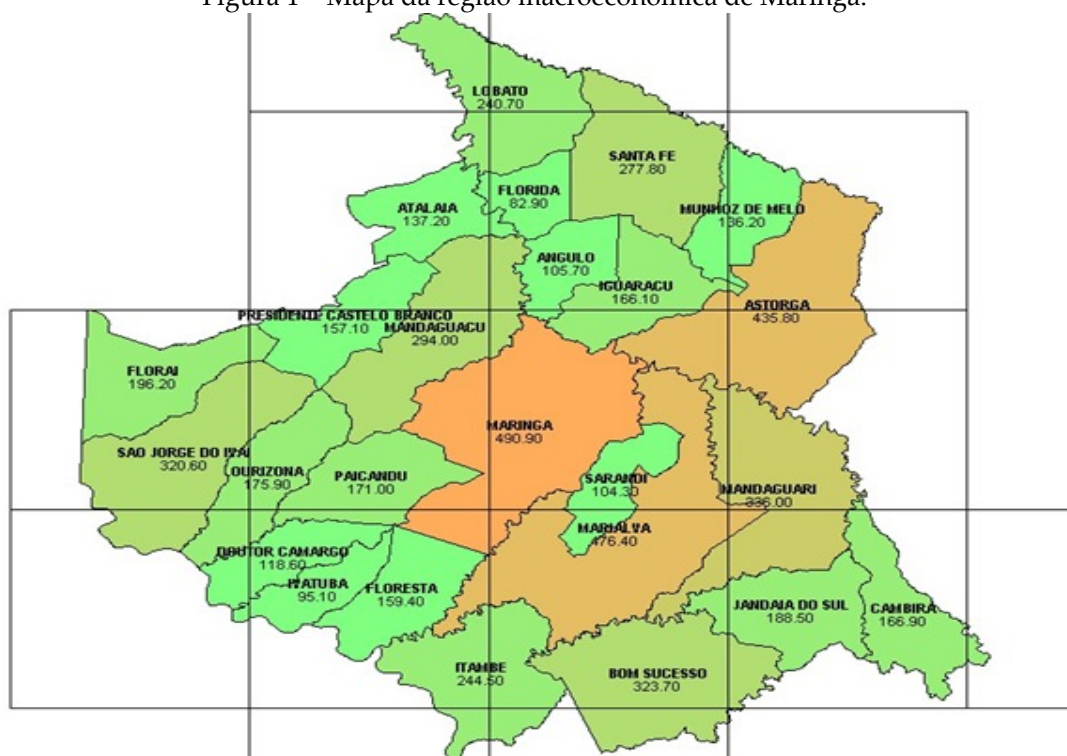 Figura 1 – Mapa da região macroeconômica de Maringá.
LOBATO
240.70
SANTA FE
277.80
FLORIDA
82.90
ATALAIA
137.20
MUNHOZ DE MELO
136.20
ANGULO
105.70
IGUARACU
166.10
ASTORGA
435.80
PRESIDENTE CASTELO BRANCO
157.10
MANDAGUACU
294.00
FLORAI
196.20
MARINGA
490.90
SAO JORGE DO IVAI
320.60
OURIZONA
175.90
PAICANDU
171.00
SARANDI
104.30
MANDAGUARI
336.00
MARIALVA
476.40
DOUTOR CAMARGO
118.60
IVATUBA
95.10
FLORESTA
159.40
JANDAIA DO SUL
188.50
CAMBIRA
166.90
ITAMBE
244.50
BOM SUCESSO
323.70